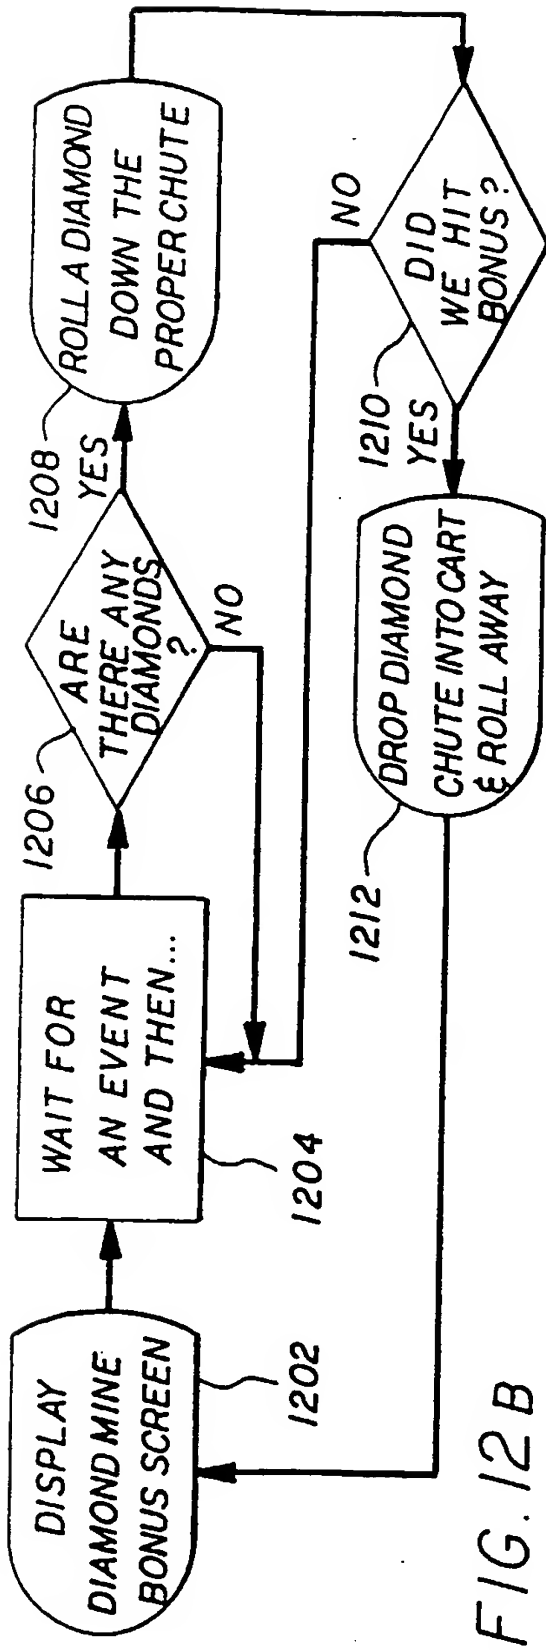 DISPLAY
DIAMOND MINE
BONUS SCREEN
1202
WAIT FOR
AN EVENT
AND THEN...
1204
1206
ARE
THERE ANY
DIAMONDS
?
YES
NO
1208
ROLL A DIAMOND
DOWN THE
PROPER CHUTE
1210
DID
WE HIT
BONUS?
NO
YES
1212
DROP DIAMOND
CHUTE INTO CART
& ROLL AWAY
FIG. 12B